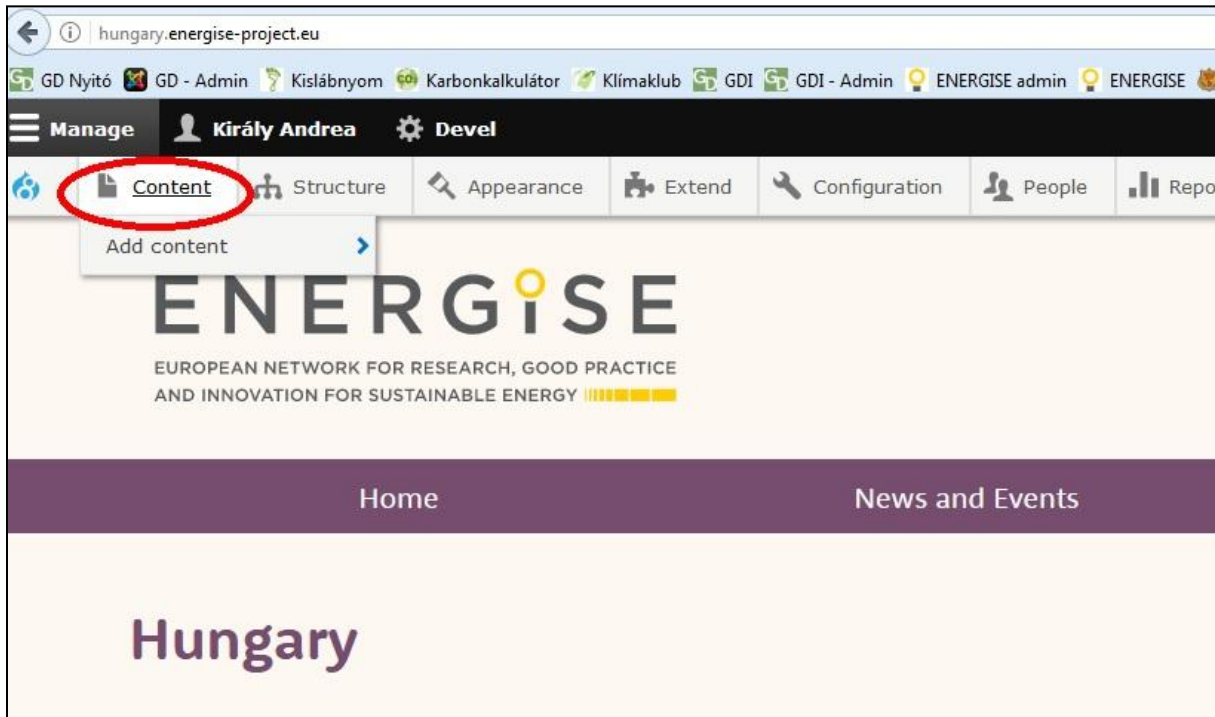 hungary.energise-project.eu
GD Nyitó GD - Admin Kislábnyom Karbonkalkulátor Klímaklub GDI GDI - Admin ENERGISE admin ENERGISE
Manage Király Andrea Devel
Content Structure Appearance Extend Configuration People Repo
Add content
ENERGISE
EUROPEAN NETWORK FOR RESEARCH, GOOD PRACTICE
AND INNOVATION FOR SUSTAINABLE ENERGY
Home News and Events
Hungary